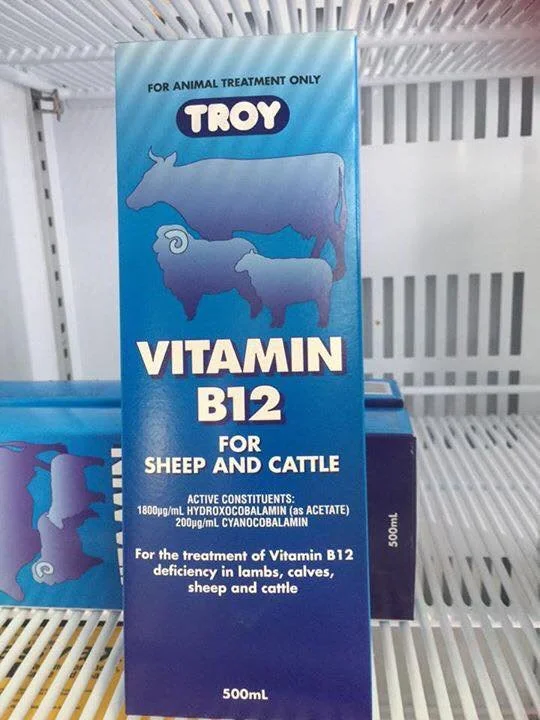 FOR ANIMAL TREATMENT ONLY
TROY
VITAMIN
B12
FOR
SHEEP AND CATTLE
ACTIVE CONSTITUENTS:
1800µg/mL HYDROXOCOBALAMIN (as ACETATE)
200µg/mL CYANOCOBALAMIN
For the treatment of Vitamin B12
deficiency in lambs, calves,
sheep and cattle
500mL
500mL